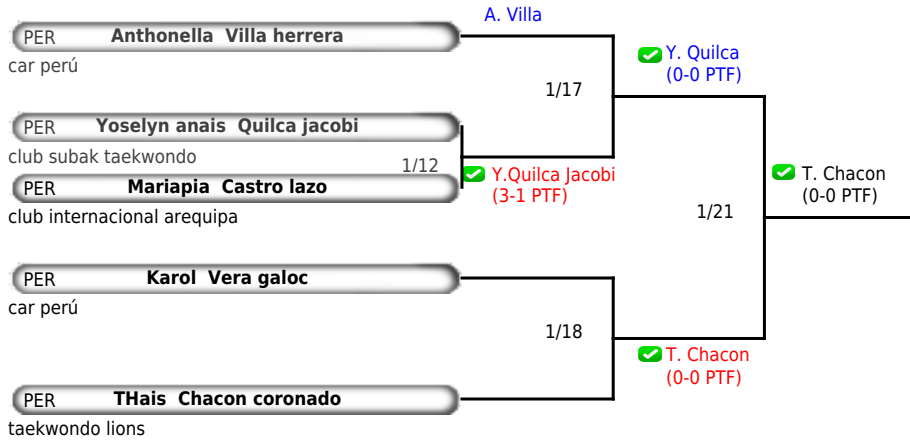 A. Villa
PER Anthonella Villa herrera
car perú
Y. Quilca
(0-0 PTF)
1/17
PER Yoselyn anais Quilca jacobi
club subak taekwondo
1/12
Y.Quilca Jacobi
(3-1 PTF)
T. Chacon
(0-0 PTF)
PER Mariapia Castro lazo
club internacional arequipa
1/21
PER Karol Vera galoc
car perú
1/18
T. Chacon
(0-0 PTF)
PER THais Chacon coronado
taekwondo lions